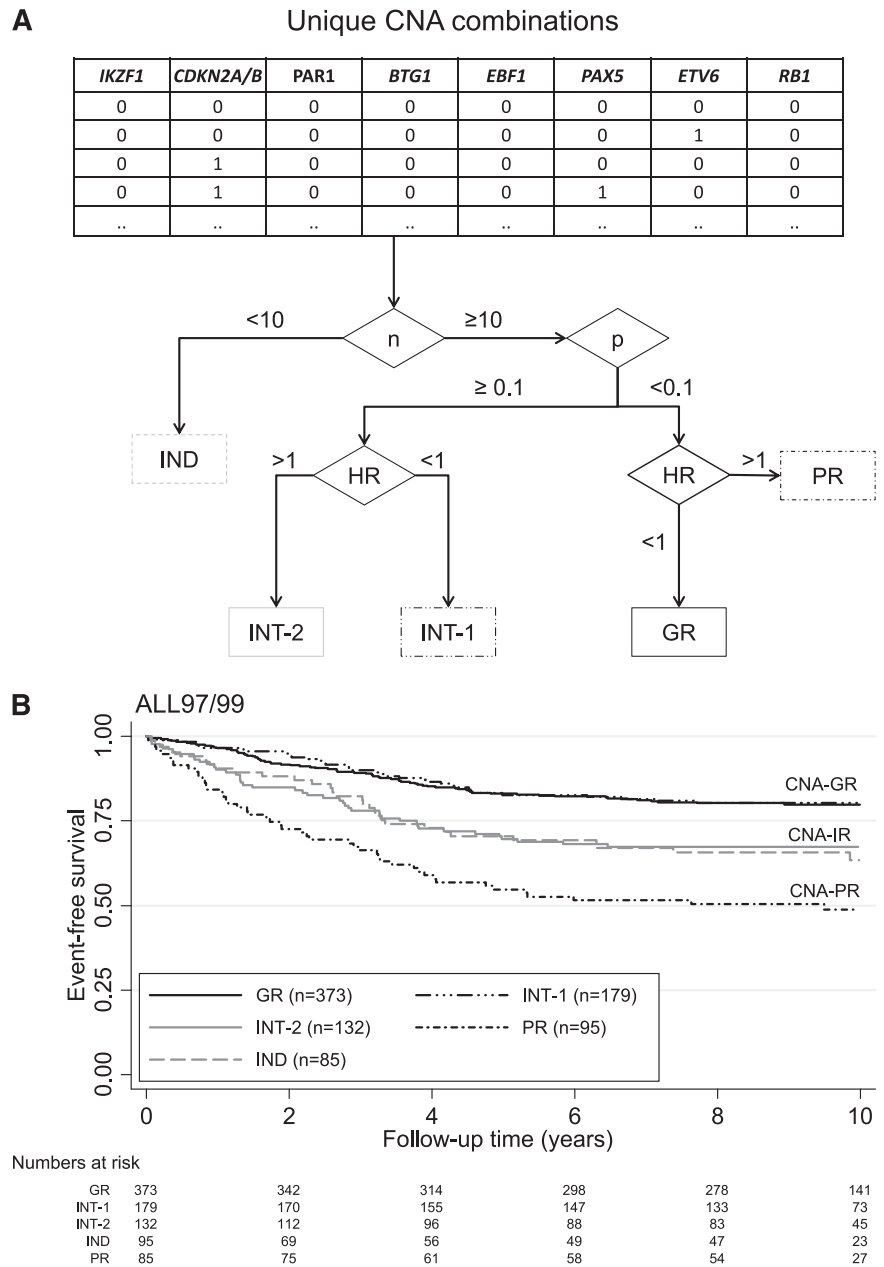 A Unique CNA combinations
IKZF1 CDKN2A/B PAR1 BTG1 EBF1 PAX5 ETV6 RB1
0 0 0 0 0 0 0 0
0 0 0 0 0 0 1 0
0 1 0 0 0 0 0 0
0 1 0 0 0 1 0 0
.. .. .. .. .. .. .. ..
<10 n ≥10 p
≥ 0.1 <0.1
IND >1 HR <1 HR >1 PR
<1
INT-2 INT-1 GR
B ALL97/99
1.00
0.75
0.50
0.25
0.00
Event-free survival
CNA-GR
CNA-IR
CNA-PR
GR (n=373) INT-1 (n=179)
INT-2 (n=132) PR (n=95)
IND (n=85)
0 2 4 6 8 10
Follow-up time (years)
Numbers at risk
GR 373 342 314 298 278 141
INT-1 179 170 155 147 133 73
INT-2 132 112 96 88 83 45
IND 95 69 56 49 47 23
PR 85 75 61 58 54 27